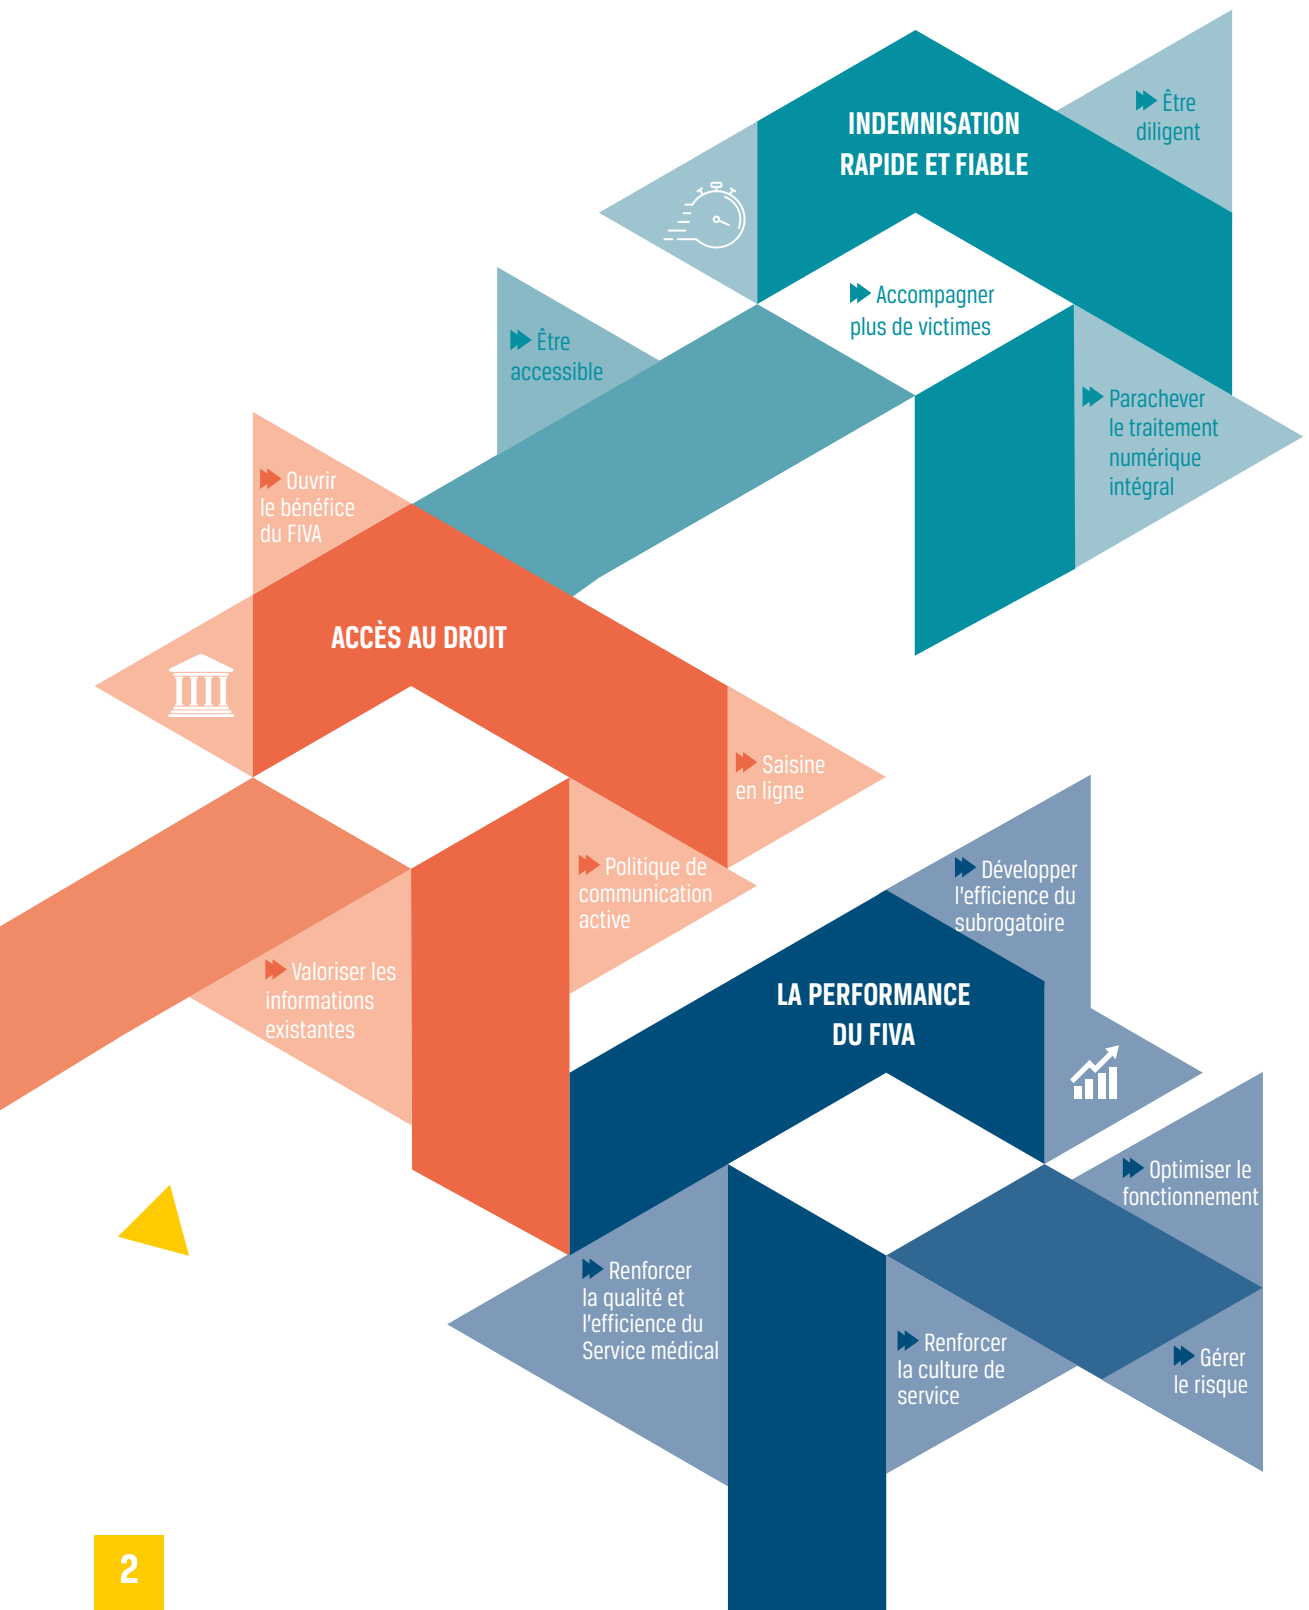 INDEMNISATION
RAPIDE ET FIABLE
Être
diligent
Accompagner
plus de victimes
Être
accessible
Parachever
le traitement
numérique
intégral
Ouvrir
le bénéfice
du FIVA
ACCÈS AU DROIT
Saisine
en ligne
Politique de
communication
active
Valoriser les
informations
existantes
Développer
l'efficience du
subrogatoire
LA PERFORMANCE
DU FIVA
Optimiser le
fonctionnement
Renforcer
la qualité et
l'efficience du
Service médical
Renforcer
la culture de
service
Gérer
le risque
2